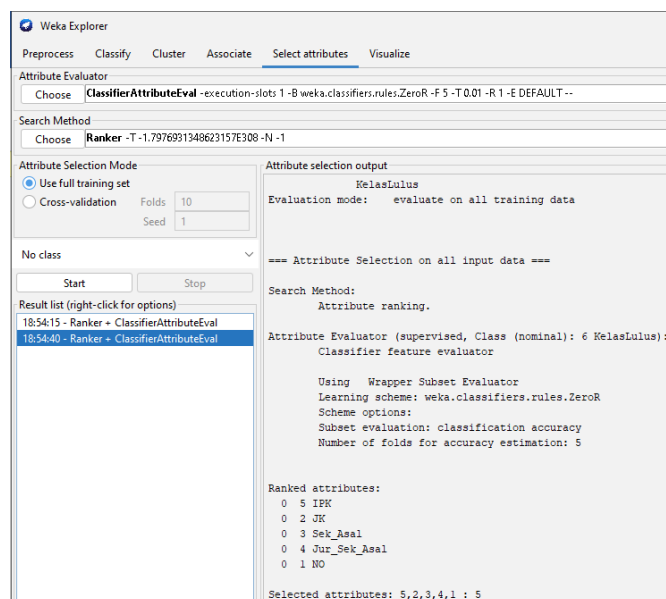 Weka Explorer
Preprocess Classify Cluster Associate Select attributes Visualize
Attribute Evaluator
Choose ClassifierAttributeEval -execution-slots 1 -B weka.classifiers.rules.ZeroR -F 5 -T 0.01 -R 1 -E DEFAULT --
Search Method
Choose Ranker -T -1.7976931348623157E308 -N -1
Attribute Selection Mode
Use full training set
Cross-validation Folds 10
Seed 1
No class
Start Stop
Result list (right-click for options)
18:54:15 - Ranker + ClassifierAttributeEval
18:54:40 - Ranker + ClassifierAttributeEval
Attribute selection output
KelasLulus
Evaluation mode: evaluate on all training data
=== Attribute Selection on all input data ===
Search Method:
Attribute ranking.
Attribute Evaluator (supervised, Class (nominal): 6 KelasLulus):
Classifier feature evaluator
Using Wrapper Subset Evaluator
Learning scheme: weka.classifiers.rules.ZeroR
Scheme options:
Subset evaluation: classification accuracy
Number of folds for accuracy estimation: 5
Ranked attributes:
0 5 IPK
0 2 JK
0 3 Sek_Asal
0 4 Jur_Sek_Asal
0 1 NO
Selected attributes: 5,2,3,4,1 : 5